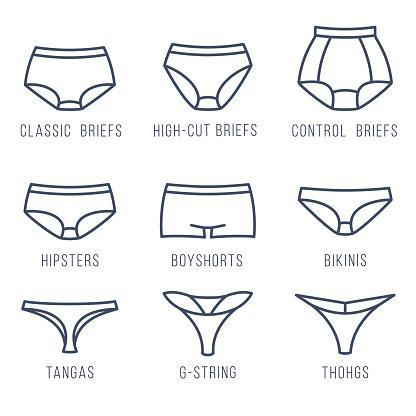 CLASSIC BRIEFS
HIGH-CUT BRIEFS
CONTROL BRIEFS
HIPSTERS
BOYSHORTS
BIKINIS
TANGAS
G-STRING
THOHGS